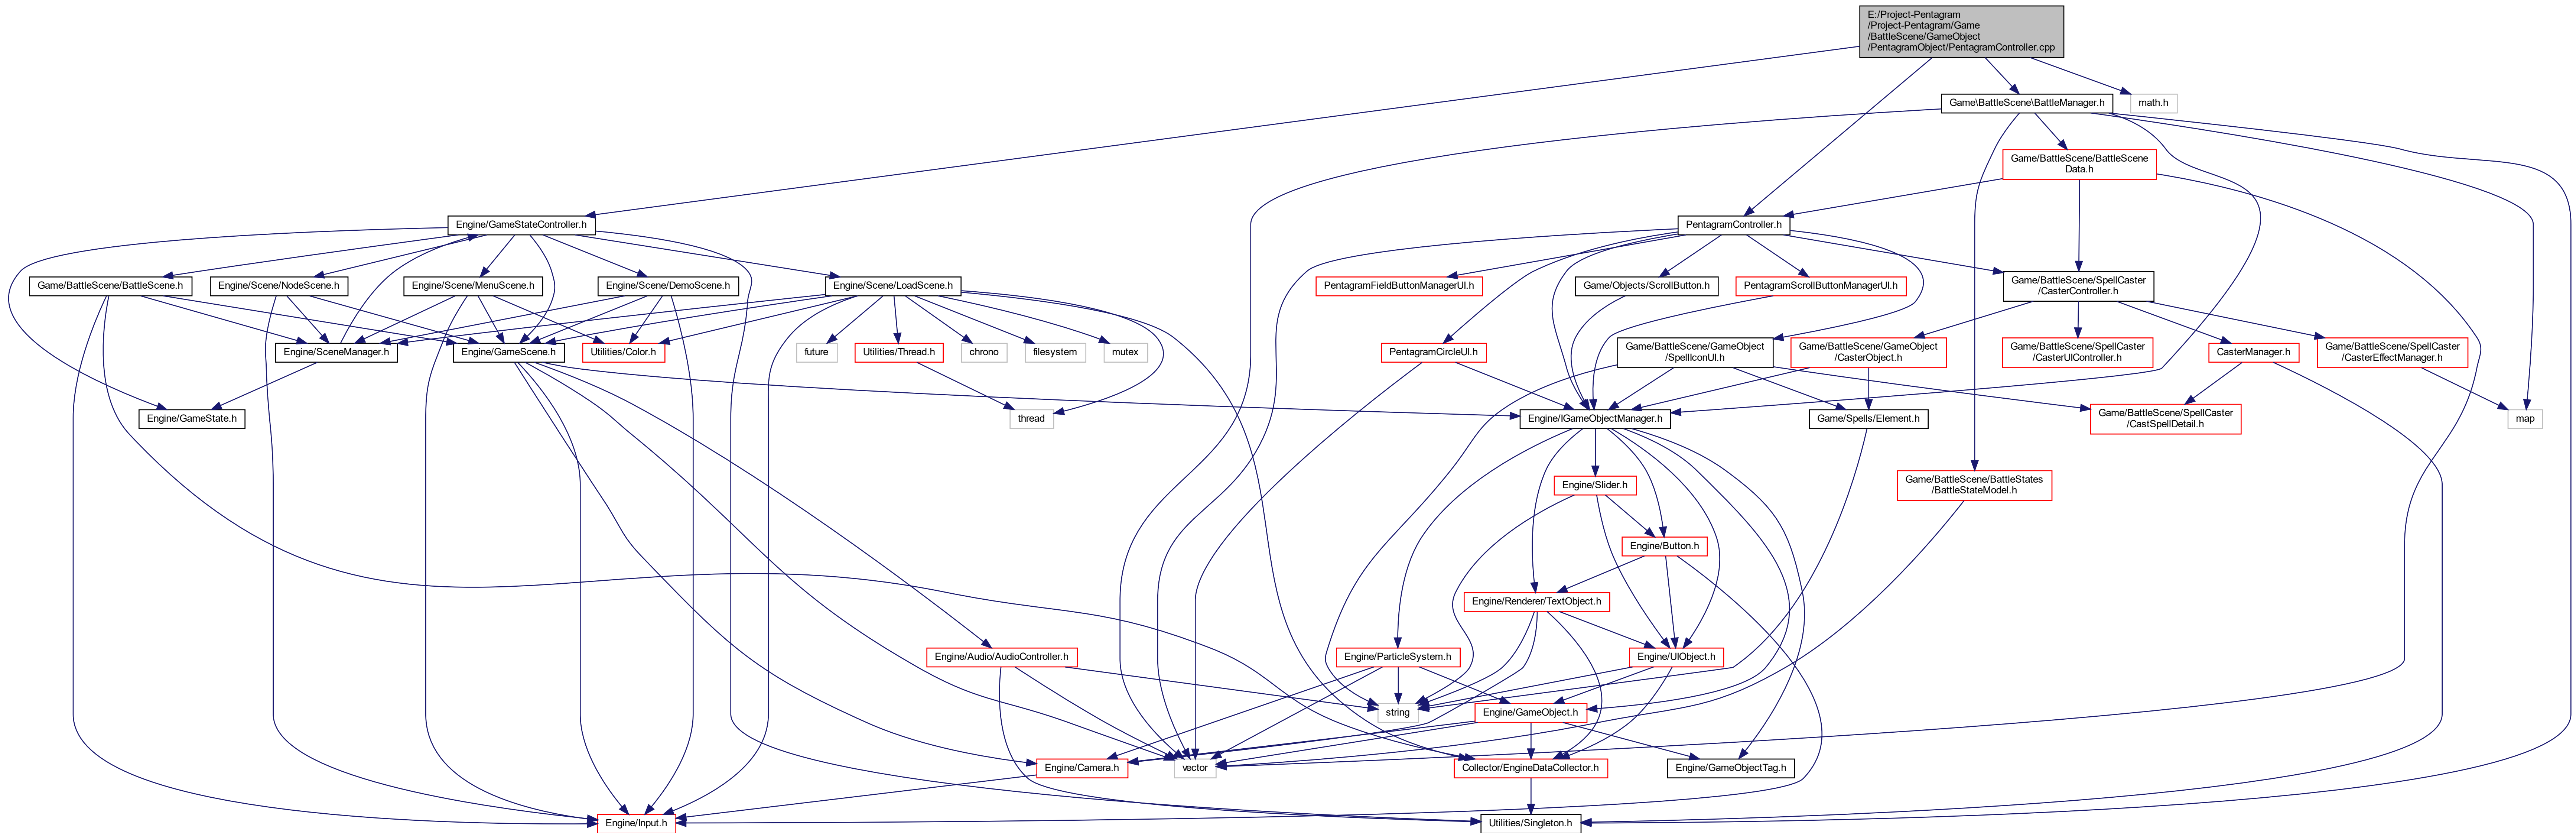 E:/Project-Pentagram
/Project-Pentagram/Game
/BattleScene/GameObject
/PentagramObject/PentagramController.cpp
Game\BattleScene\BattleManager.h
math.h
Game/BattleScene/BattleScene
Data.h
Engine/GameStateController.h
PentagramController.h
Game/BattleScene/BattleScene.h
Engine/Scene/NodeScene.h
Engine/Scene/MenuScene.h
Engine/Scene/DemoScene.h
Engine/Scene/LoadScene.h
PentagramFieldButtonManagerUI.h
Game/Objects/ScrollButton.h
PentagramScrollButtonManagerUI.h
Game/BattleScene/SpellCaster
/CasterController.h
Engine/SceneManager.h
Engine/GameScene.h
Utilities/Color.h
future
Utilities/Thread.h
chrono
filesystem
mutex
PentagramCircleUI.h
Game/BattleScene/GameObject
/SpellIconUI.h
Game/BattleScene/GameObject
/CasterObject.h
Game/BattleScene/SpellCaster
/CasterUIController.h
CasterManager.h
Game/BattleScene/SpellCaster
/CasterEffectManager.h
Engine/GameState.h
thread
Engine/IGameObjectManager.h
Game/Spells/Element.h
Game/BattleScene/SpellCaster
/CastSpellDetail.h
map
Engine/Slider.h
Game/BattleScene/BattleStates
/BattleStateModel.h
Engine/Button.h
Engine/Renderer/TextObject.h
Engine/Audio/AudioController.h
Engine/ParticleSystem.h
Engine/UIObject.h
string
Engine/GameObject.h
Engine/Camera.h
vector
Collector/EngineDataCollector.h
Engine/GameObjectTag.h
Engine/Input.h
Utilities/Singleton.h